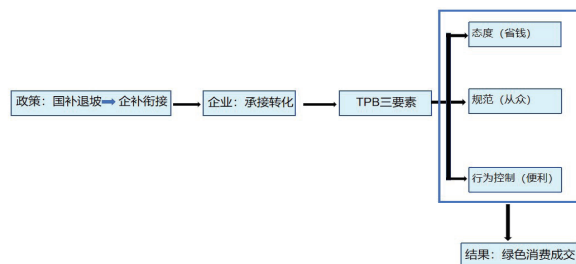 态度（省钱）
政策：国补退坡➡企补衔接
企业：承接转化
TPB三要素
规范（从众）
行为控制（便利）
结果：绿色消费成交